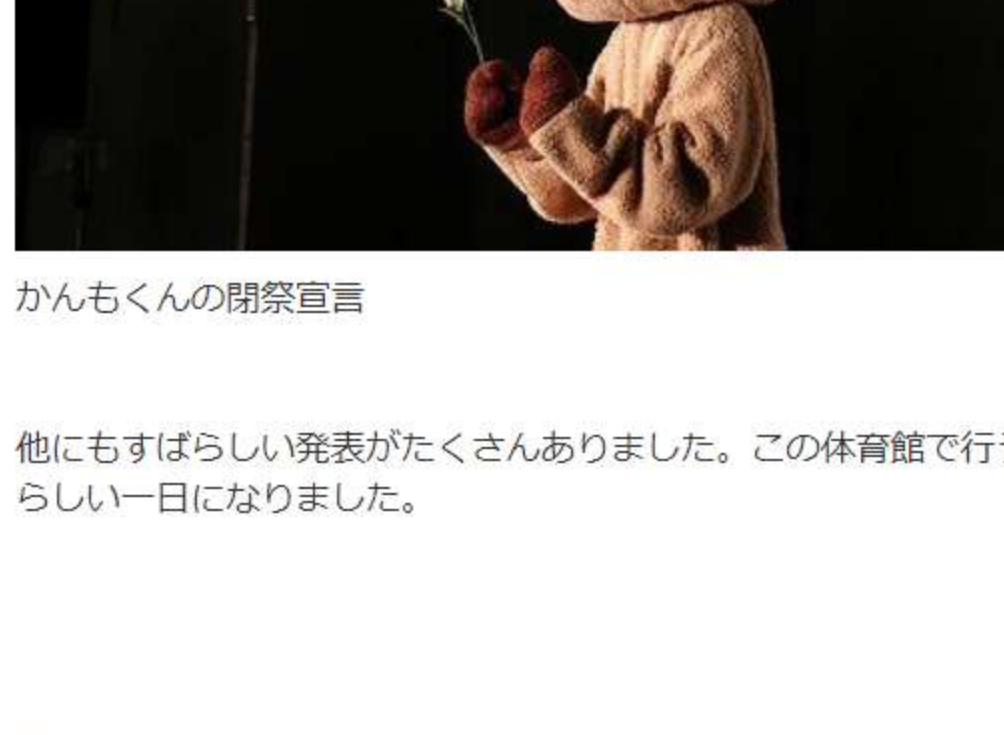 かんもくんの閉祭宣言
他にもすばらしい発表がたくさんありました。この体育館で行
らしい一日になりました。